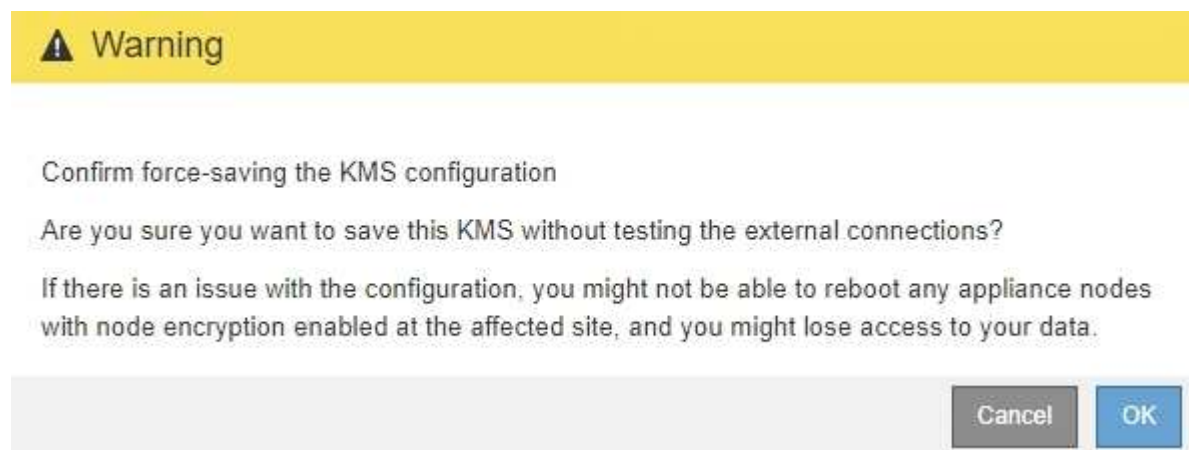 Warning
Confirm force-saving the KMS configuration
Are you sure you want to save this KMS without testing the external connections?
If there is an issue with the configuration, you might not be able to reboot any appliance nodes
with node encryption enabled at the affected site, and you might lose access to your data.
Cancel OK